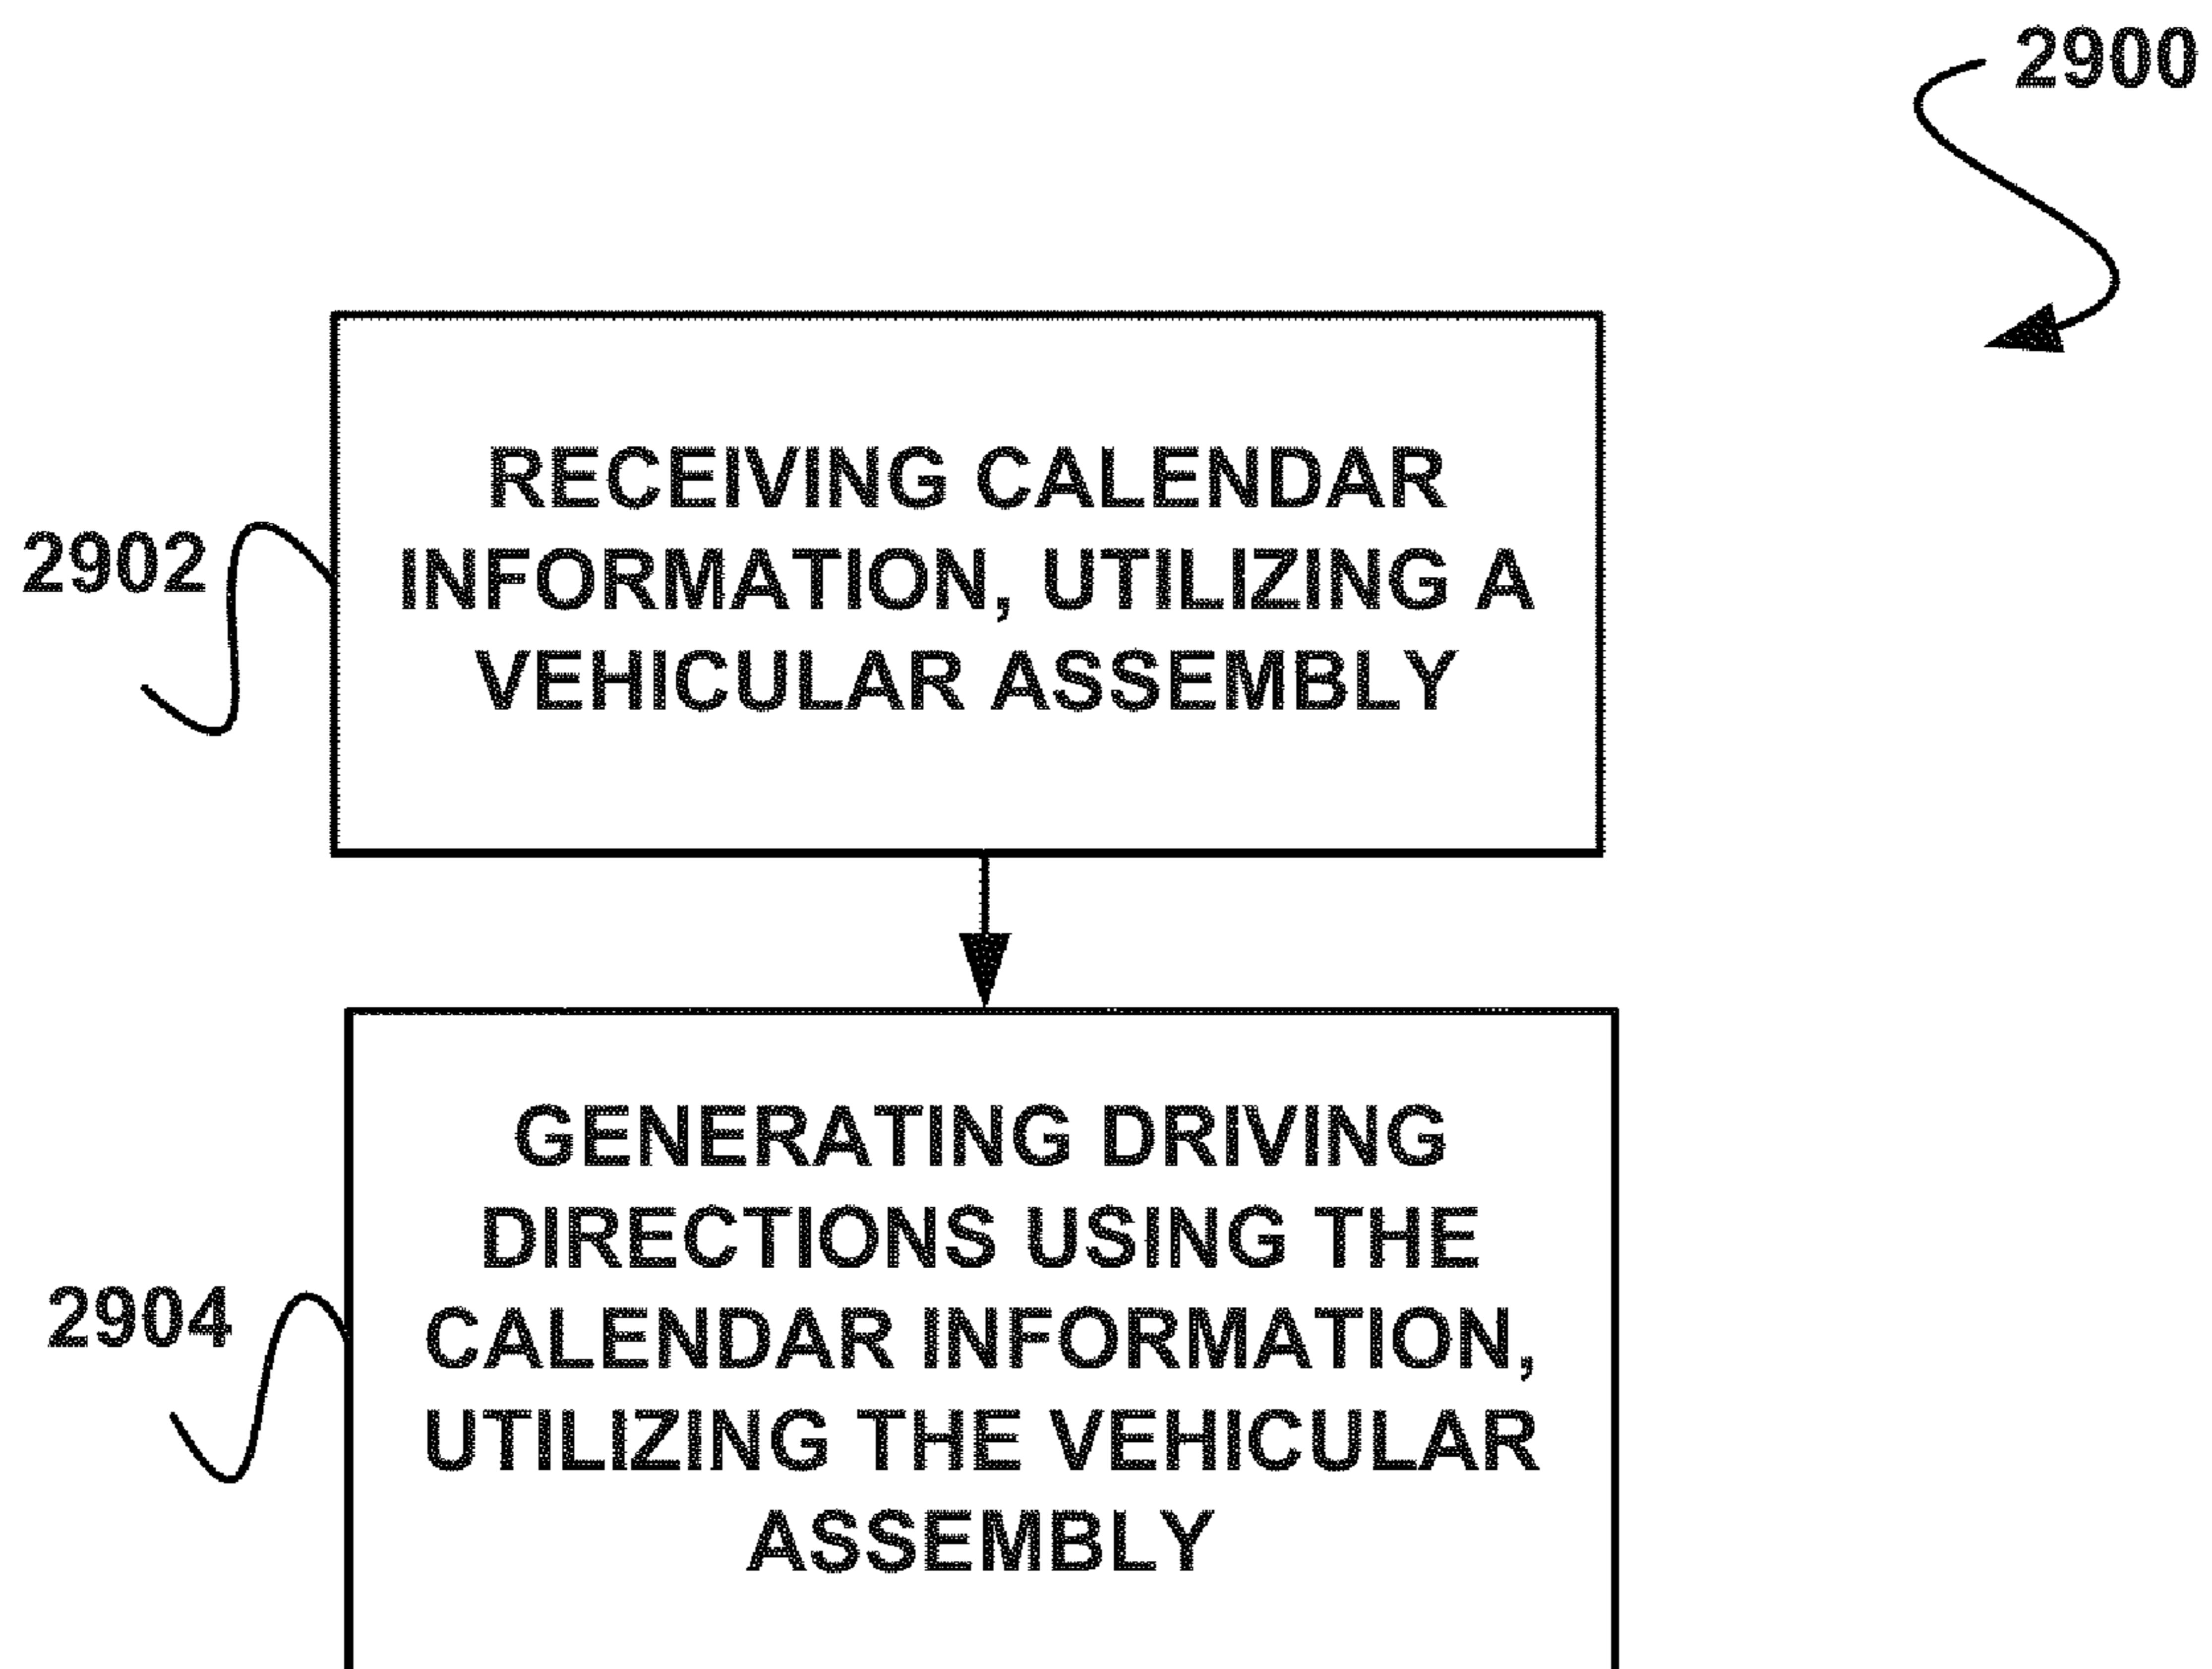 2900
RECEIVING CALENDAR
INFORMATION, UTILIZING A
VEHICULAR ASSEMBLY
2902
GENERATING DRIVING
DIRECTIONS USING THE
CALENDAR INFORMATION,
UTILIZING THE VEHICULAR
ASSEMBLY
2904